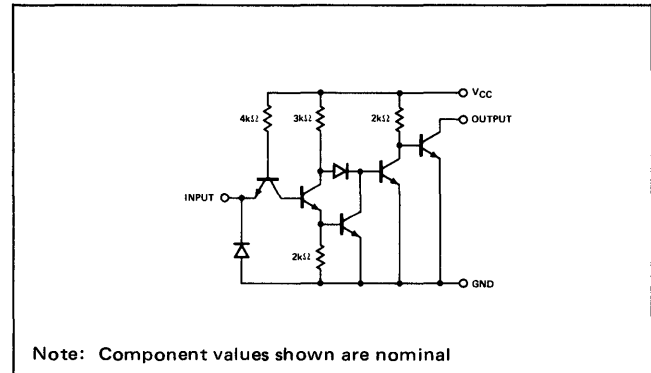 VCC
4kΩ 3kΩ 2kΩ
OUTPUT
INPUT
2kΩ
GND
Note: Component values shown are nominal